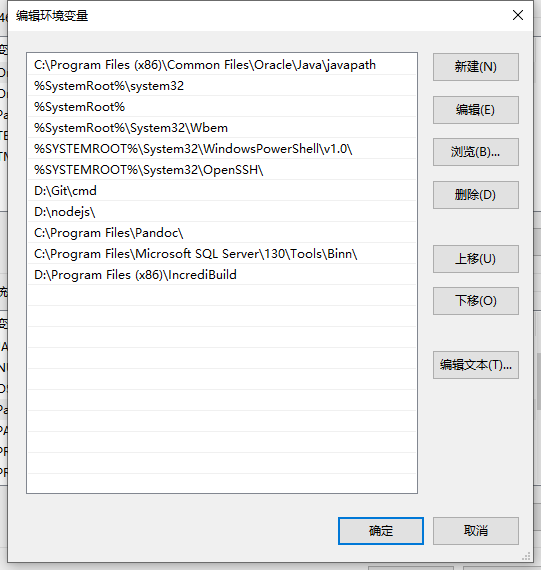 编辑环境变量
C:\Program Files (x86)\Common Files\Oracle\Java\javapath
%SystemRoot%\system32
%SystemRoot%
%SystemRoot%\System32\Wbem
%SYSTEMROOT%\System32\WindowsPowerShell\v1.0\
%SYSTEMROOT%\System32\OpenSSH\
D:\Git\cmd
D:\nodejs\
C:\Program Files\Pandoc\
C:\Program Files\Microsoft SQL Server\130\Tools\Binn\
D:\Program Files (x86)\IncrediBuild
新建(N)
编辑(E)
浏览(B)...
删除(D)
上移(U)
下移(O)
编辑文本(T)...
确定
取消